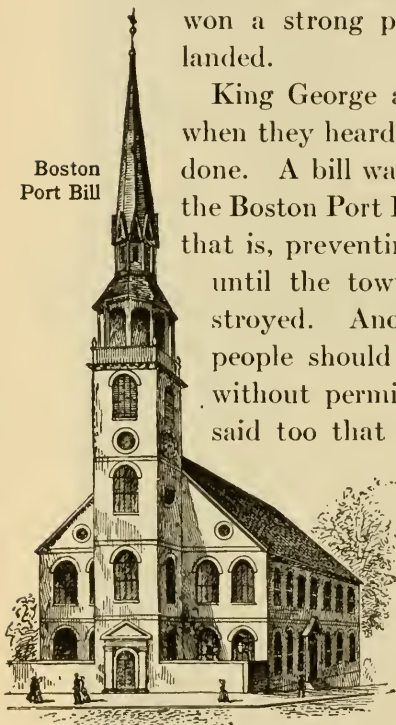 won a strong p
landed.
King George a
when they heard
done. A bill wa
the Boston Port
that is, preventin
until the tow
stroyed. And
people should
without permi
said too that
Boston
Port Bill